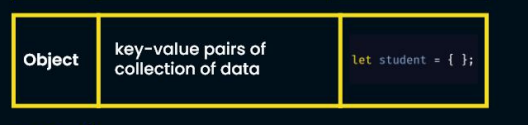 Object
key-value pairs of
collection of data
let student = { };